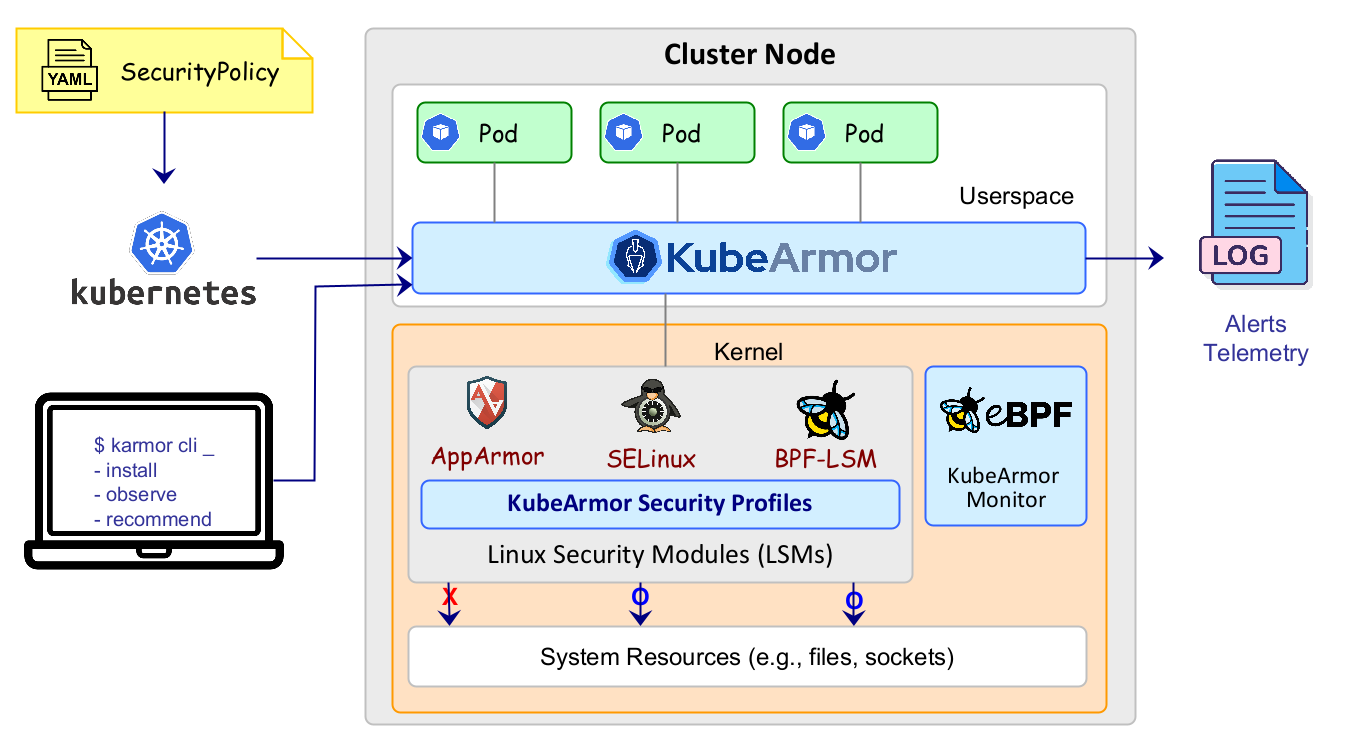 YAML
SecurityPolicy
kubernetes
$ karmor cli _
- install
- observe
- recommend
Cluster Node
Pod
Pod
Pod
Userspace
KubeArmor
Kernel
AppArmor
SELinux
BPF-LSM
KubeArmor Security Profiles
Linux Security Modules (LSMs)
eBPF
KubeArmor
Monitor
X
O
O
System Resources (e.g., files, sockets)
LOG
Alerts
Telemetry